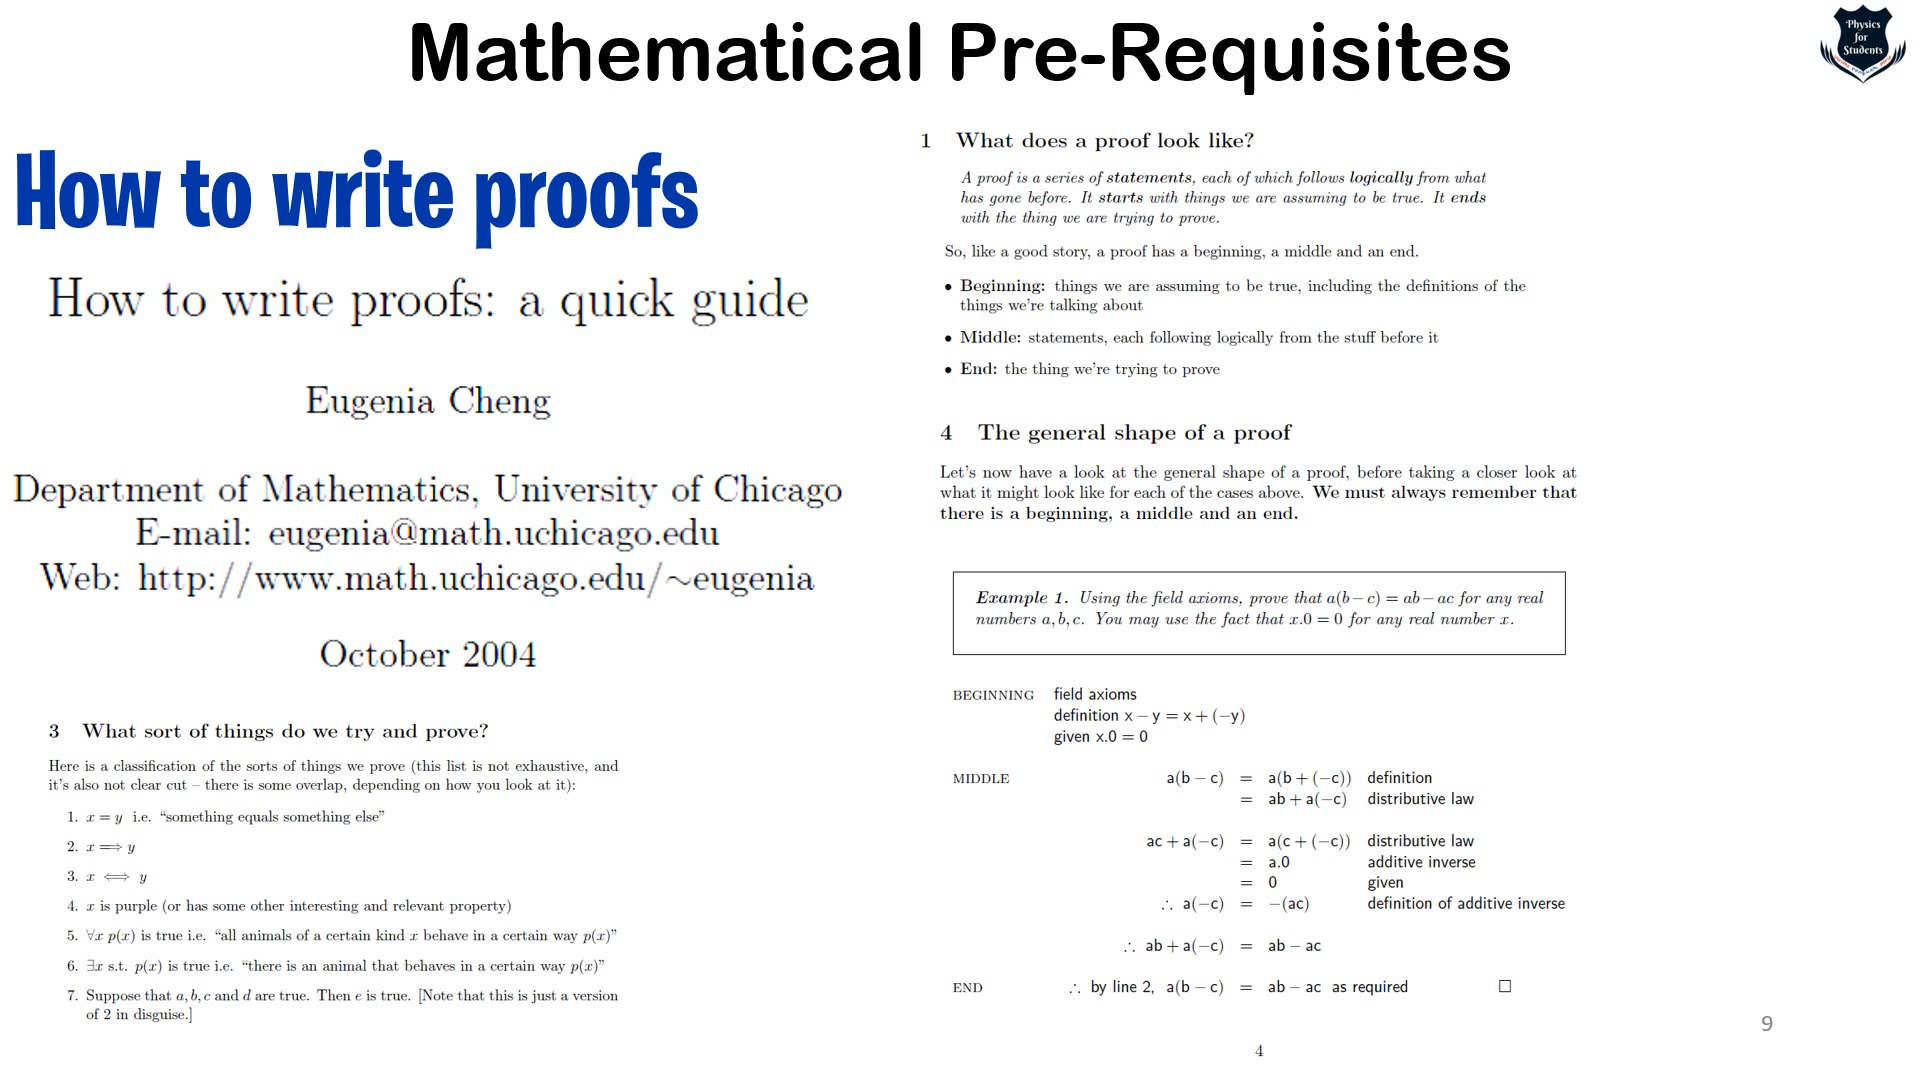 Mathematical Pre-Requisites
Physics
for
Students
How to write proofs
How to write proofs: a quick guide
Eugenia Cheng
Department of Mathematics, University of Chicago
E-mail: eugenia@math.uchicago.edu
Web: http://www.math.uchicago.edu/~eugenia
October 2004
3 What sort of things do we try and prove?
Here is a classification of the sorts of things we prove (this list is not exhaustive, and
it's also not clear cut – there is some overlap, depending on how you look at it):
1. x = y i.e. "something equals something else"
2. x ⟹ y
3. x ⟺ y
4. x is purple (or has some other interesting and relevant property)
5. ∀x p(x) is true i.e. "all animals of a certain kind x behave in a certain way p(x)"
6. ∃x s.t. p(x) is true i.e. "there is an animal that behaves in a certain way p(x)"
7. Suppose that a, b, c and d are true. Then e is true. [Note that this is just a version
of 2 in disguise.]
1 What does a proof look like?
A proof is a series of statements, each of which follows logically from what
has gone before. It starts with things we are assuming to be true. It ends
with the thing we are trying to prove.
So, like a good story, a proof has a beginning, a middle and an end.
• Beginning: things we are assuming to be true, including the definitions of the
things we're talking about
• Middle: statements, each following logically from the stuff before it
• End: the thing we're trying to prove
4 The general shape of a proof
Let's now have a look at the general shape of a proof, before taking a closer look at
what it might look like for each of the cases above. We must always remember that
there is a beginning, a middle and an end.
Example 1. Using the field axioms, prove that a(b − c) = ab − ac for any real
numbers a, b, c. You may use the fact that x.0 = 0 for any real number x.
BEGINNING field axioms
definition x − y = x + (−y)
given x.0 = 0
MIDDLE a(b − c) = a(b + (−c)) definition
= ab + a(−c) distributive law
ac + a(−c) = a(c + (−c)) distributive law
= a.0 additive inverse
= 0 given
∴ a(−c) = −(ac) definition of additive inverse
∴ ab + a(−c) = ab − ac
END ∴ by line 2, a(b − c) = ab − ac as required □
4
9